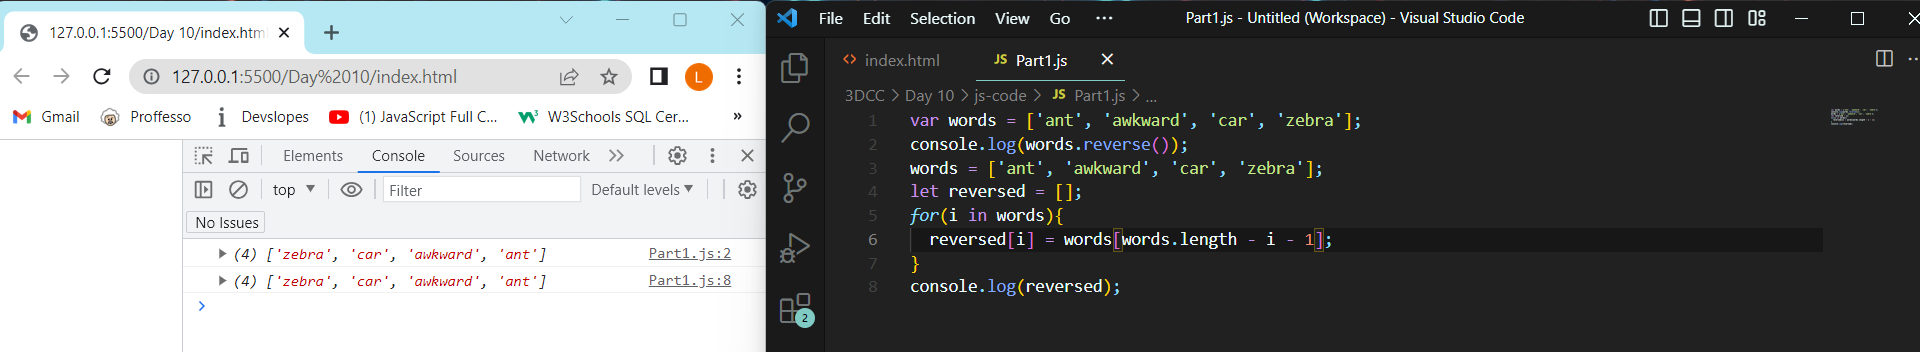 127.0.0.1:5500/Day 10/index.html
127.0.0.1:5500/Day%2010/index.html
L
Gmail Proffesso Devslopes (1) JavaScript Full C... W3Schools SQL Cer... »
Elements Console Sources Network
top Filter Default levels
No Issues
(4) ['zebra', 'car', 'awkward', 'ant'] Part1.js:2
(4) ['zebra', 'car', 'awkward', 'ant'] Part1.js:8
File Edit Selection View Go ··· Part1.js - Untitled (Workspace) - Visual Studio Code
index.html JS Part1.js
3DCC > Day 10 > js-code > JS Part1.js > ...
1 var words = ['ant', 'awkward', 'car', 'zebra'];
2 console.log(words.reverse());
3 words = ['ant', 'awkward', 'car', 'zebra'];
4 let reversed = [];
5 for(i in words){
6 reversed[i] = words[words.length - i - 1];
7 }
8 console.log(reversed);
2